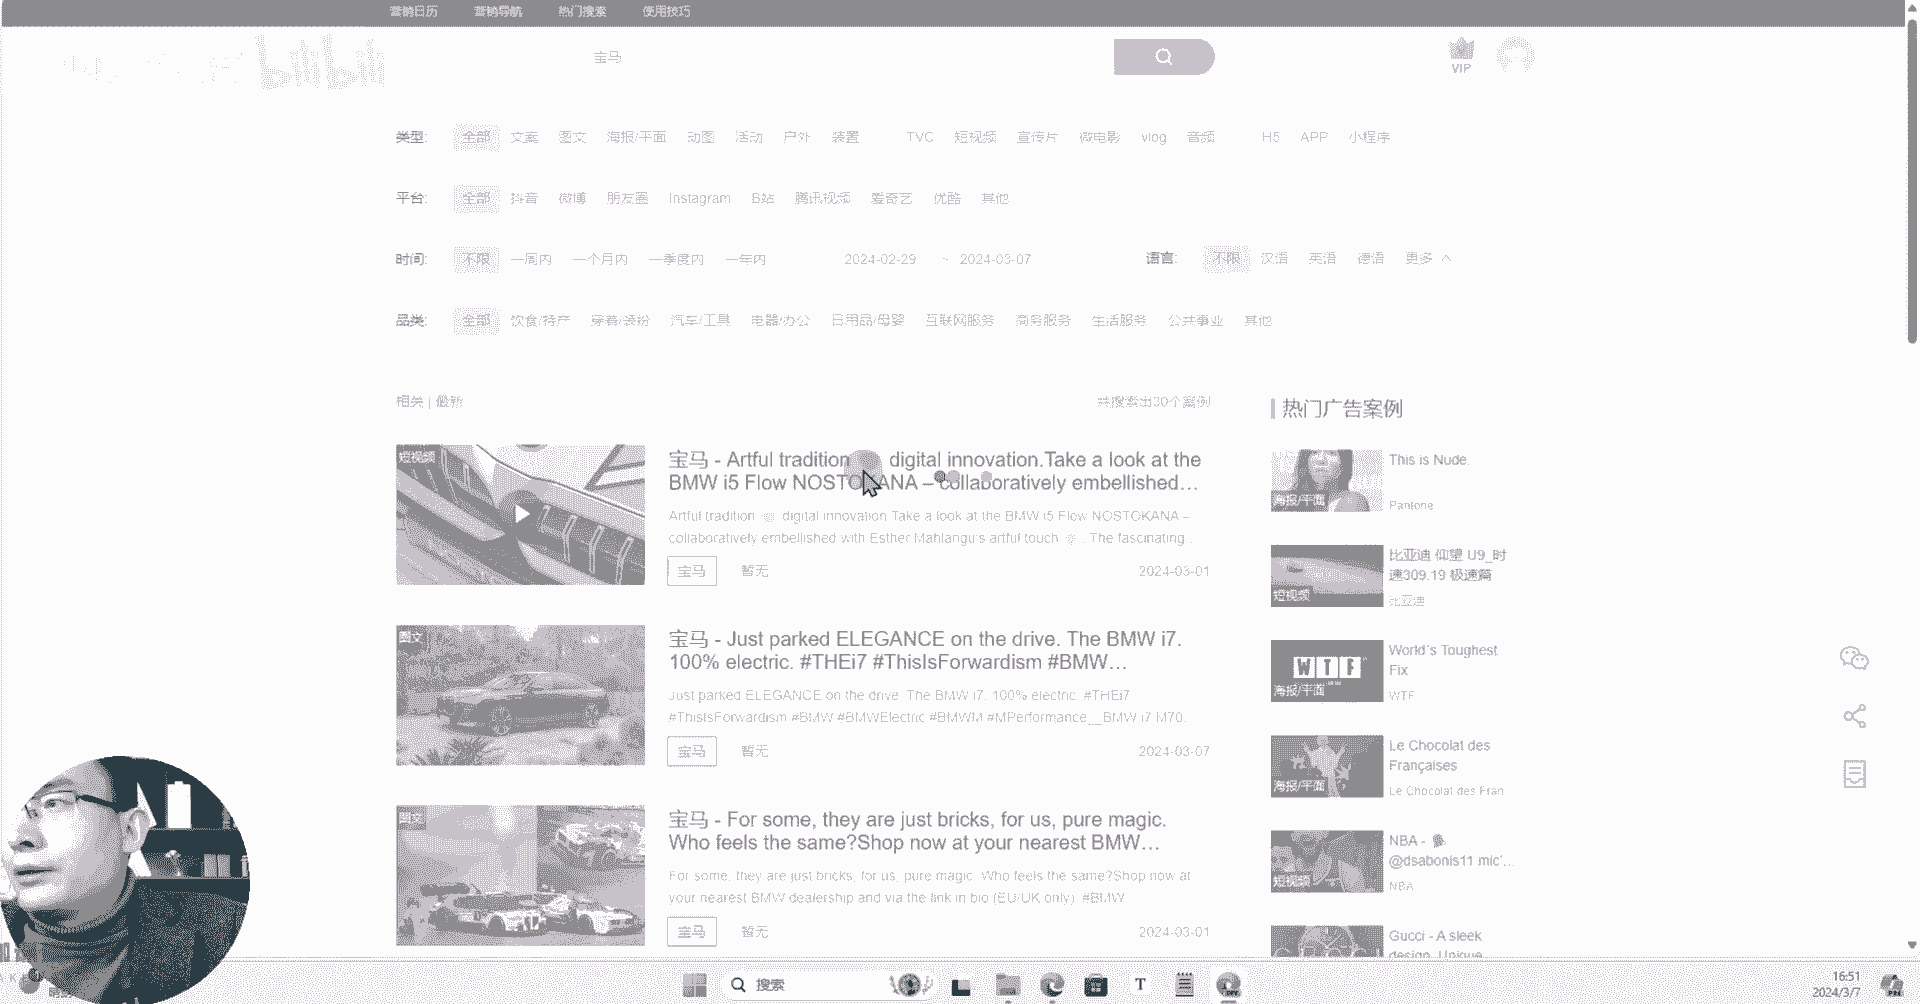 营销日历 营销导航 热门搜索 使用技巧
bilibili
宝马
VIP
类型: 全部 文案 图文 海报/平面 动图 活动 户外 装置 TVC 短视频 宣传片 微电影 vlog 音频 H5 APP 小程序
平台: 全部 抖音 微博 朋友圈 Instagram B站 腾讯视频 爱奇艺 优酷 其他
时间: 不限 一周内 一个月内 一季度内 一年内 2024-02-29 ~ 2024-03-07 语言: 不限 汉语 英语 德语 更多
品类: 全部 饮食/特产 穿着/装扮 汽车/工具 电器/办公 日用品/母婴 互联网服务 商务服务 生活服务 公共事业 其他
相关 | 最新 共搜索出30个案例
短视频
宝马 - Artful tradition digital innovation.Take a look at the
BMW i5 Flow NOSTOKANA – collaboratively embellished...
Artful tradition digital innovation.Take a look at the BMW i5 Flow NOSTOKANA –
collaboratively embellished with Esther Mahlangu's artful touch . The fascinating
宝马 暂无 2024-03-01
图文
宝马 - Just parked ELEGANCE on the drive. The BMW i7.
100% electric. #THEi7 #ThisIsForwardism #BMW...
Just parked ELEGANCE on the drive. The BMW i7. 100% electric. #THEi7
#ThisIsForwardism #BMW #BMWElectric #BMWM #MPerformance__BMW i7 M70.
宝马 暂无 2024-03-07
图文
宝马 - For some, they are just bricks, for us, pure magic.
Who feels the same?Shop now at your nearest BMW...
For some, they are just bricks, for us, pure magic. Who feels the same?Shop now at
your nearest BMW dealership and via the link in bio (EU/UK only). #BMW
宝马 暂无 2024-03-01
热门广告案例
海报/平面
This is Nude.
Pantone
短视频
比亚迪 仰望 U9_时
速309.19 极速篇
比亚迪
WTF
海报/平面
World's Toughest
Fix
WTF
海报/平面
Le Chocolat des
Françaises
Le Chocolat des Fran
短视频
NBA -
@dsabonis11 mic'...
NBA
Gucci - A sleek
design. Unique
搜索
T
16:51
2024/3/7